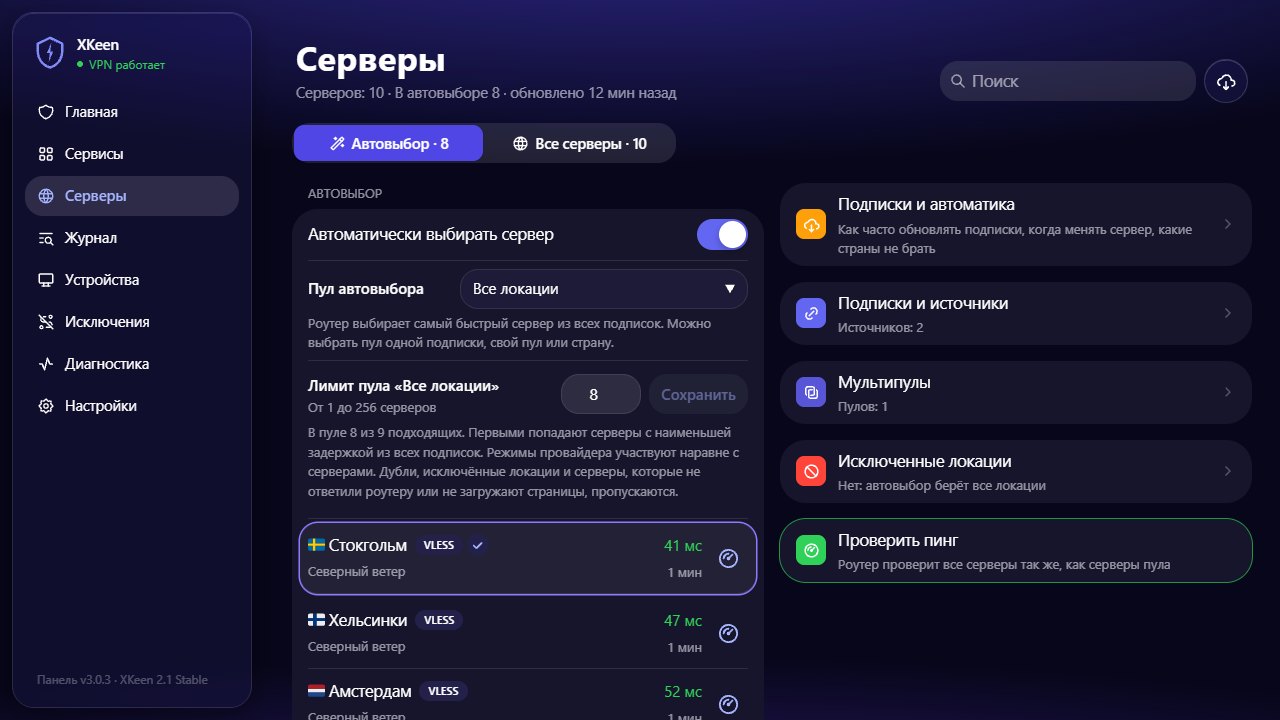 XKeen
VPN работает
Главная
Сервисы
Серверы
Журнал
Устройства
Исключения
Диагностика
Настройки
Панель v3.0.3 · XKeen 2.1 Stable
Серверы
Серверов: 10 · В автовыборе 8 · обновлено 12 мин назад
Поиск
Автовыбор · 8
Все серверы · 10
АВТОВЫБОР
Автоматически выбирать сервер
Пул автовыбора
Все локации
Роутер выбирает самый быстрый сервер из всех подписок. Можно
выбрать пул одной подписки, свой пул или страну.
Лимит пула «Все локации»
От 1 до 256 серверов
8
Сохранить
В пуле 8 из 9 подходящих. Первыми попадают серверы с наименьшей
задержкой из всех подписок. Режимы провайдера участвуют наравне с
серверами. Дубли, исключённые локации и серверы, которые не
ответили роутеру или не загружают страницы, пропускаются.
Стокгольм VLESS 41 мс
Северный ветер 1 мин
Хельсинки VLESS 47 мс
Северный ветер 1 мин
Амстердам VLESS 52 мс
Северный ветер 1 мин
Подписки и автоматика
Как часто обновлять подписки, когда менять сервер, какие
страны не брать
Подписки и источники
Источников: 2
Мультипулы
Пулов: 1
Исключенные локации
Нет: автовыбор берёт все локации
Проверить пинг
Роутер проверит все серверы так же, как серверы пула